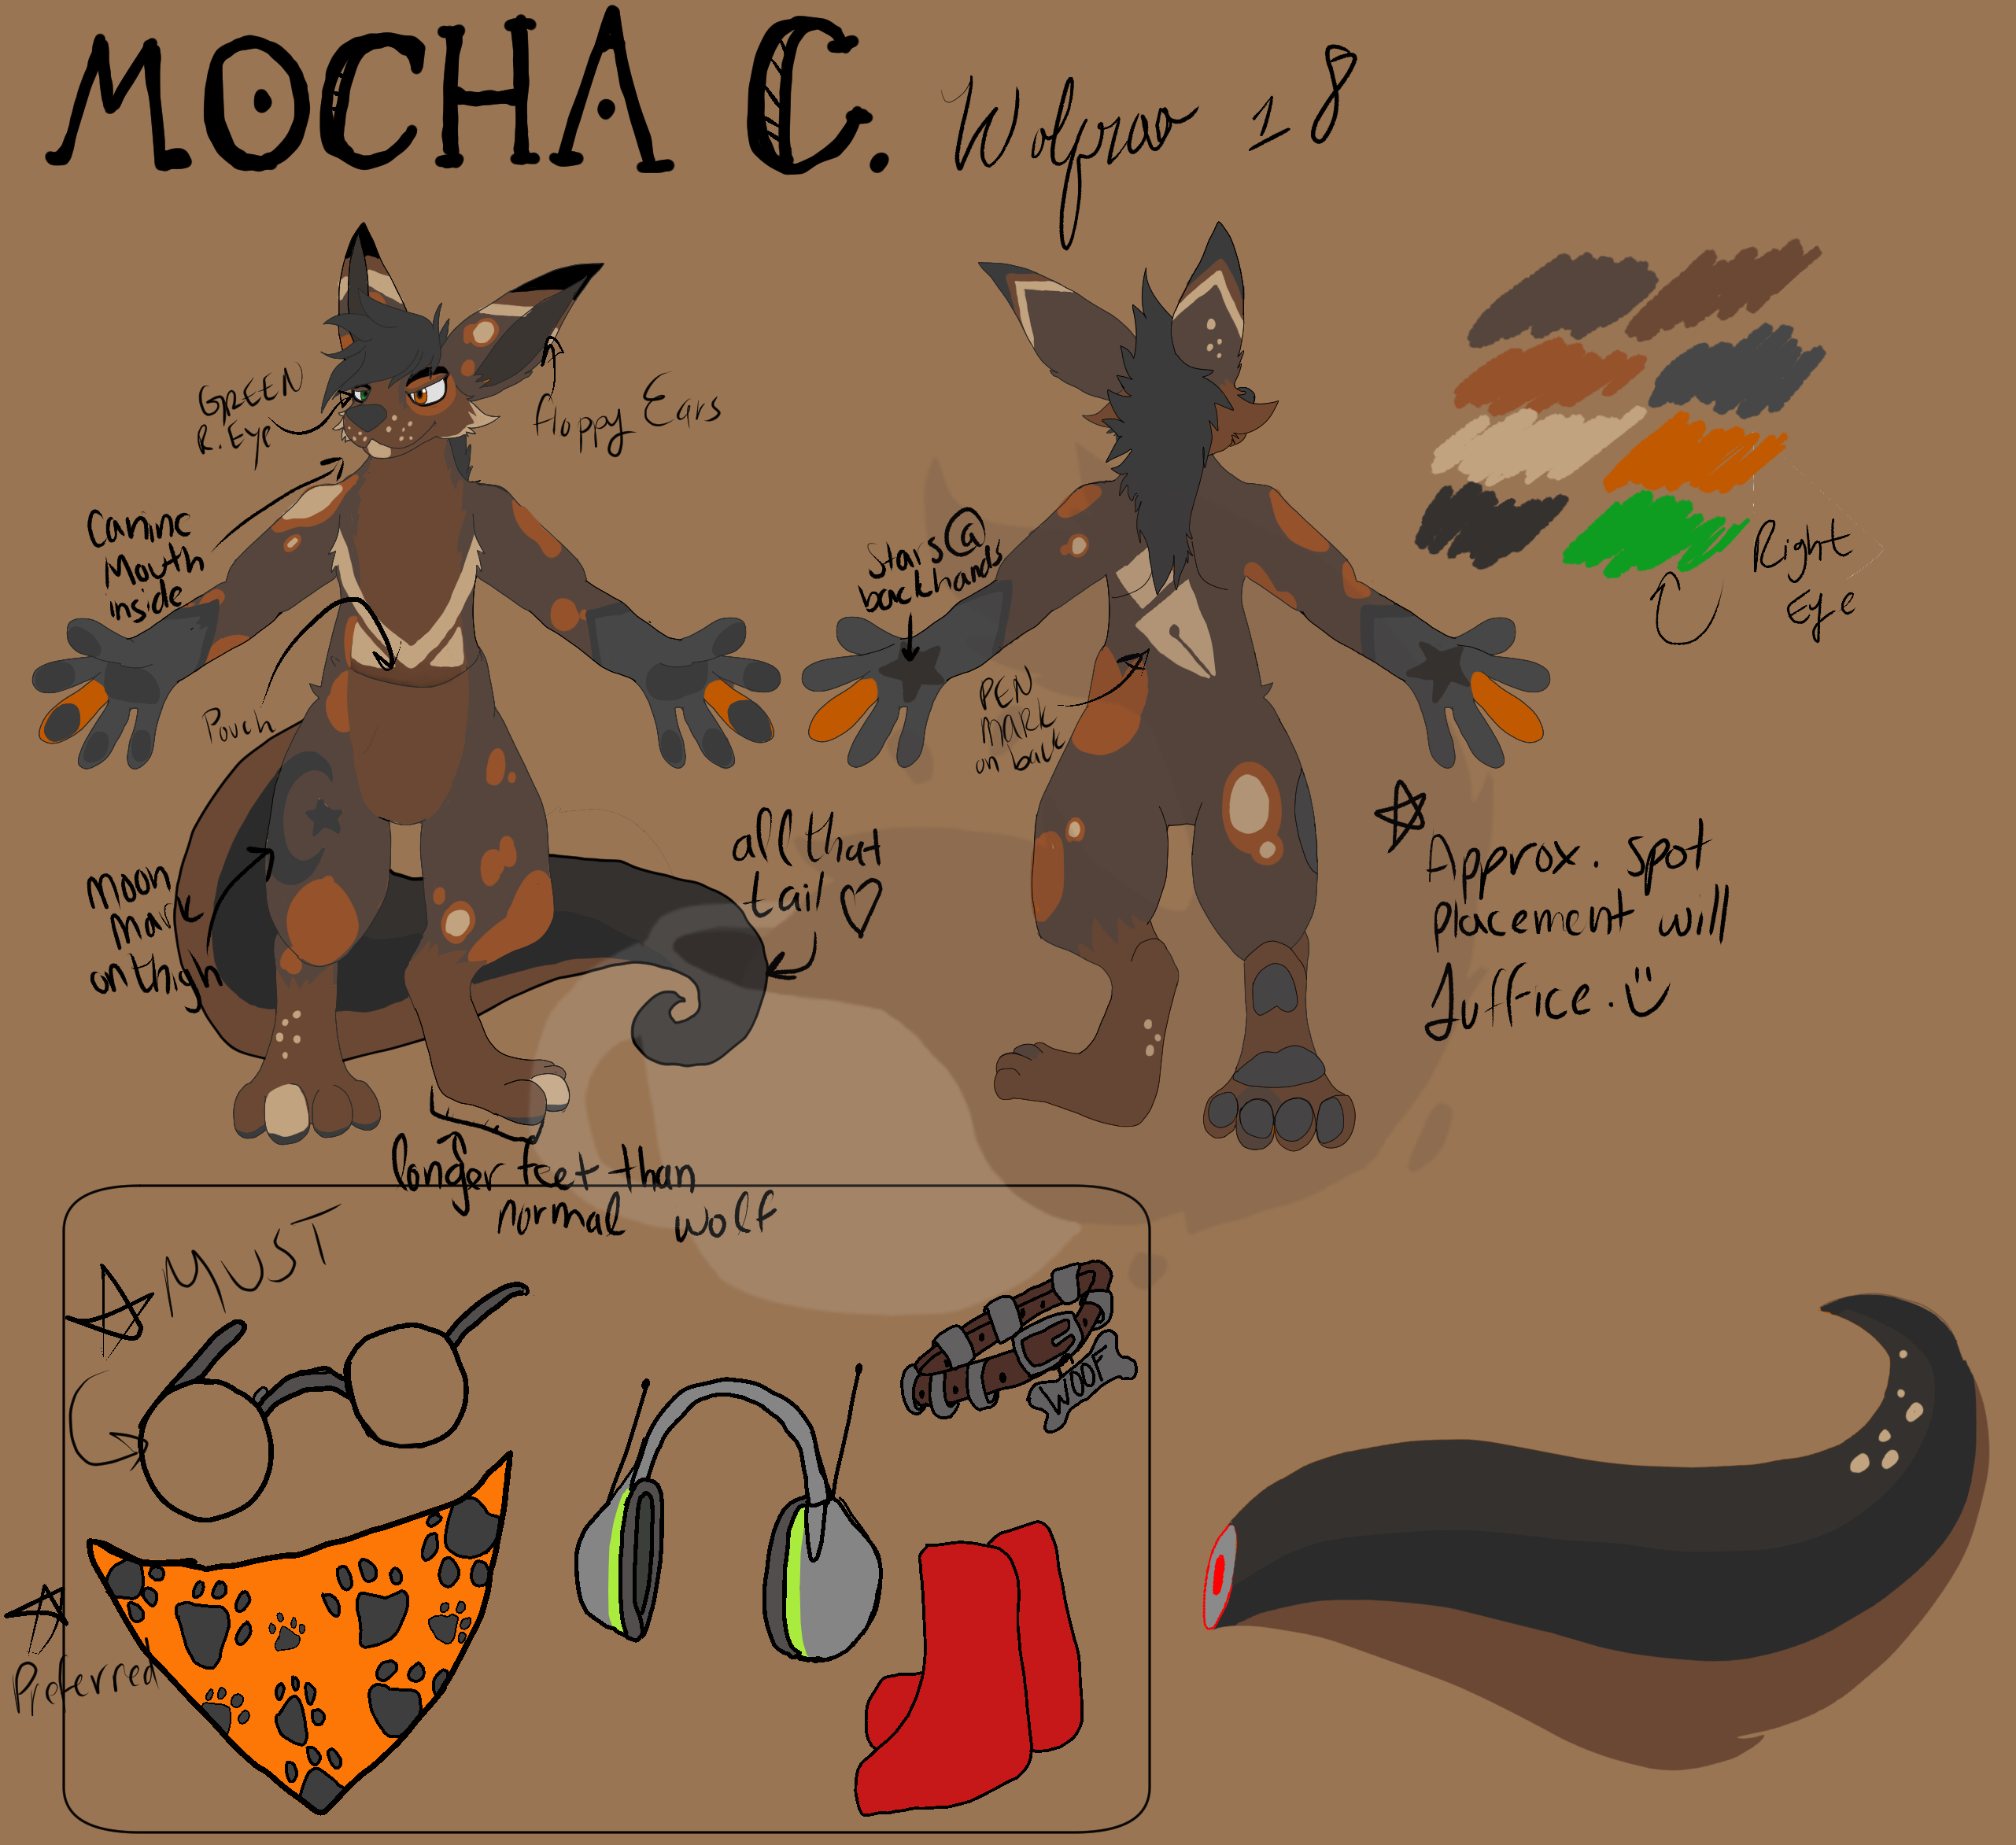 MOCHA C. Wolfroo 18
GREEN
R. Eye
floppy Ears
Canine
Mouth
inside
Pouch
Stars @
backhands
PEN
MARK
on back
Right
Eye
Moon
Mark
on thigh
all that
tail ♡
☆
Approx. spot
placement will
suffice. :)
longer feet than
normal wolf
☆ MUST
WOOF
☆
Preferred